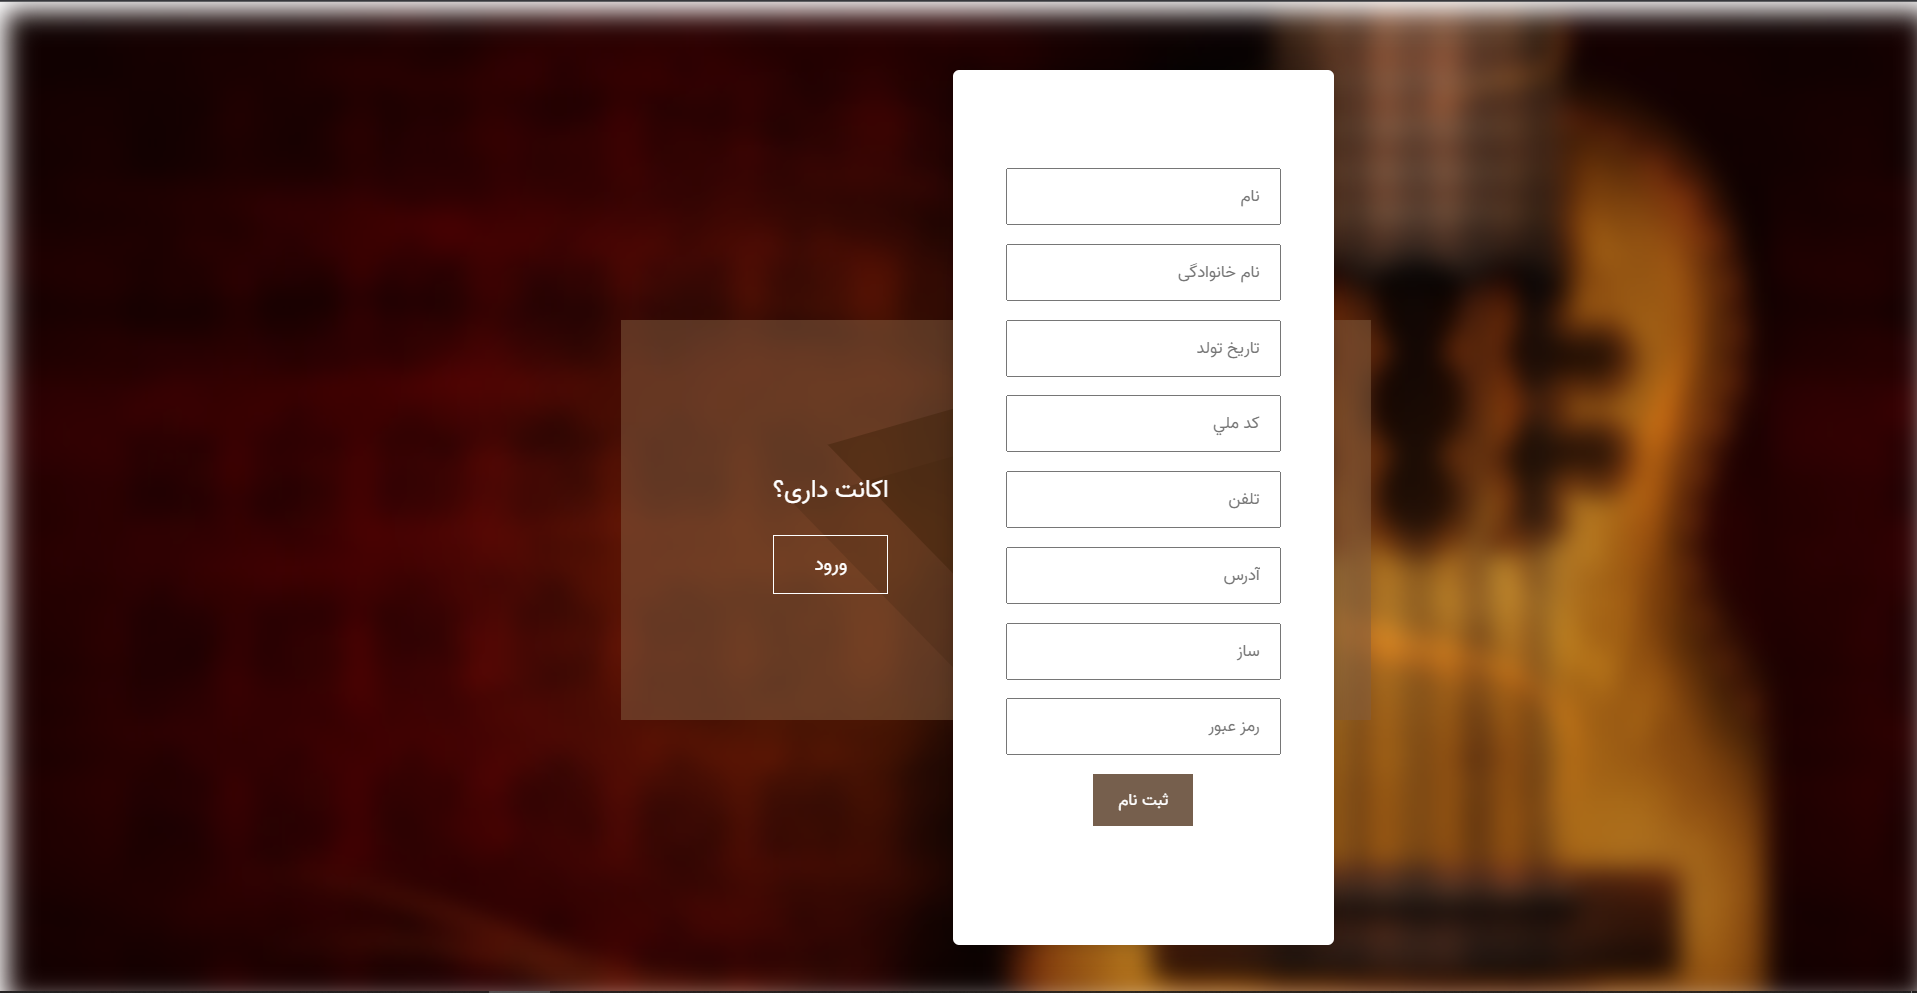 نام
نام خانوادگی
تاریخ تولد
کد ملي
تلفن
آدرس
ساز
رمز عبور
ثبت نام
اکانت داری؟
ورود